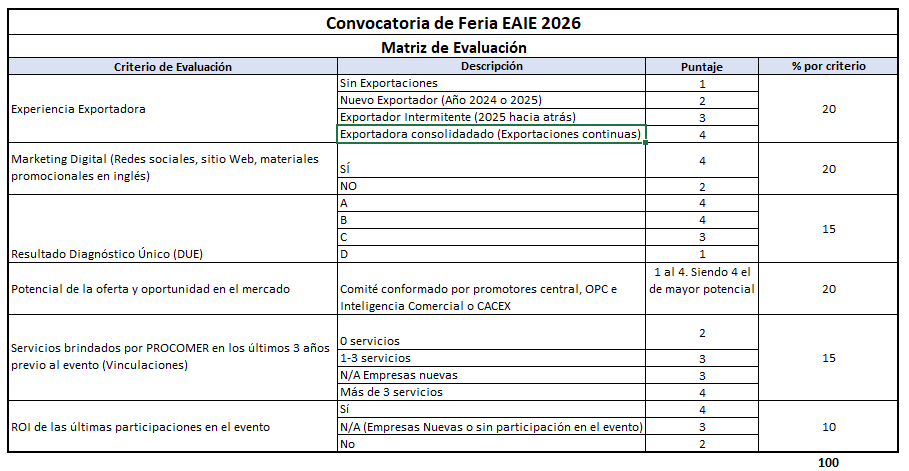 Convocatoria de Feria EAIE 2026
Matriz de Evaluación
Criterio de Evaluación Descripción Puntaje % por criterio
Experiencia Exportadora
Sin Exportaciones 1
Nuevo Exportador (Año 2024 o 2025) 2
Exportador Intermitente (2025 hacia atrás) 3
Exportadora consolidadado (Exportaciones continuas) 4
20
Marketing Digital (Redes sociales, sitio Web, materiales
promocionales en inglés)
SÍ 4
NO 2
20
Resultado Diagnóstico Único (DUE)
A 4
B 4
C 3
D 1
15
Potencial de la oferta y oportunidad en el mercado
Comité conformado por promotores central, OPC e
Inteligencia Comercial o CACEX
1 al 4. Siendo 4 el
de mayor potencial
20
Servicios brindados por PROCOMER en los últimos 3 años
previo al evento (Vinculaciones)
0 servicios 2
1-3 servicios 3
N/A Empresas nuevas 3
Más de 3 servicios 4
15
ROI de las últimas participaciones en el evento
Sí 4
N/A (Empresas Nuevas o sin participación en el evento) 3
No 2
10
100